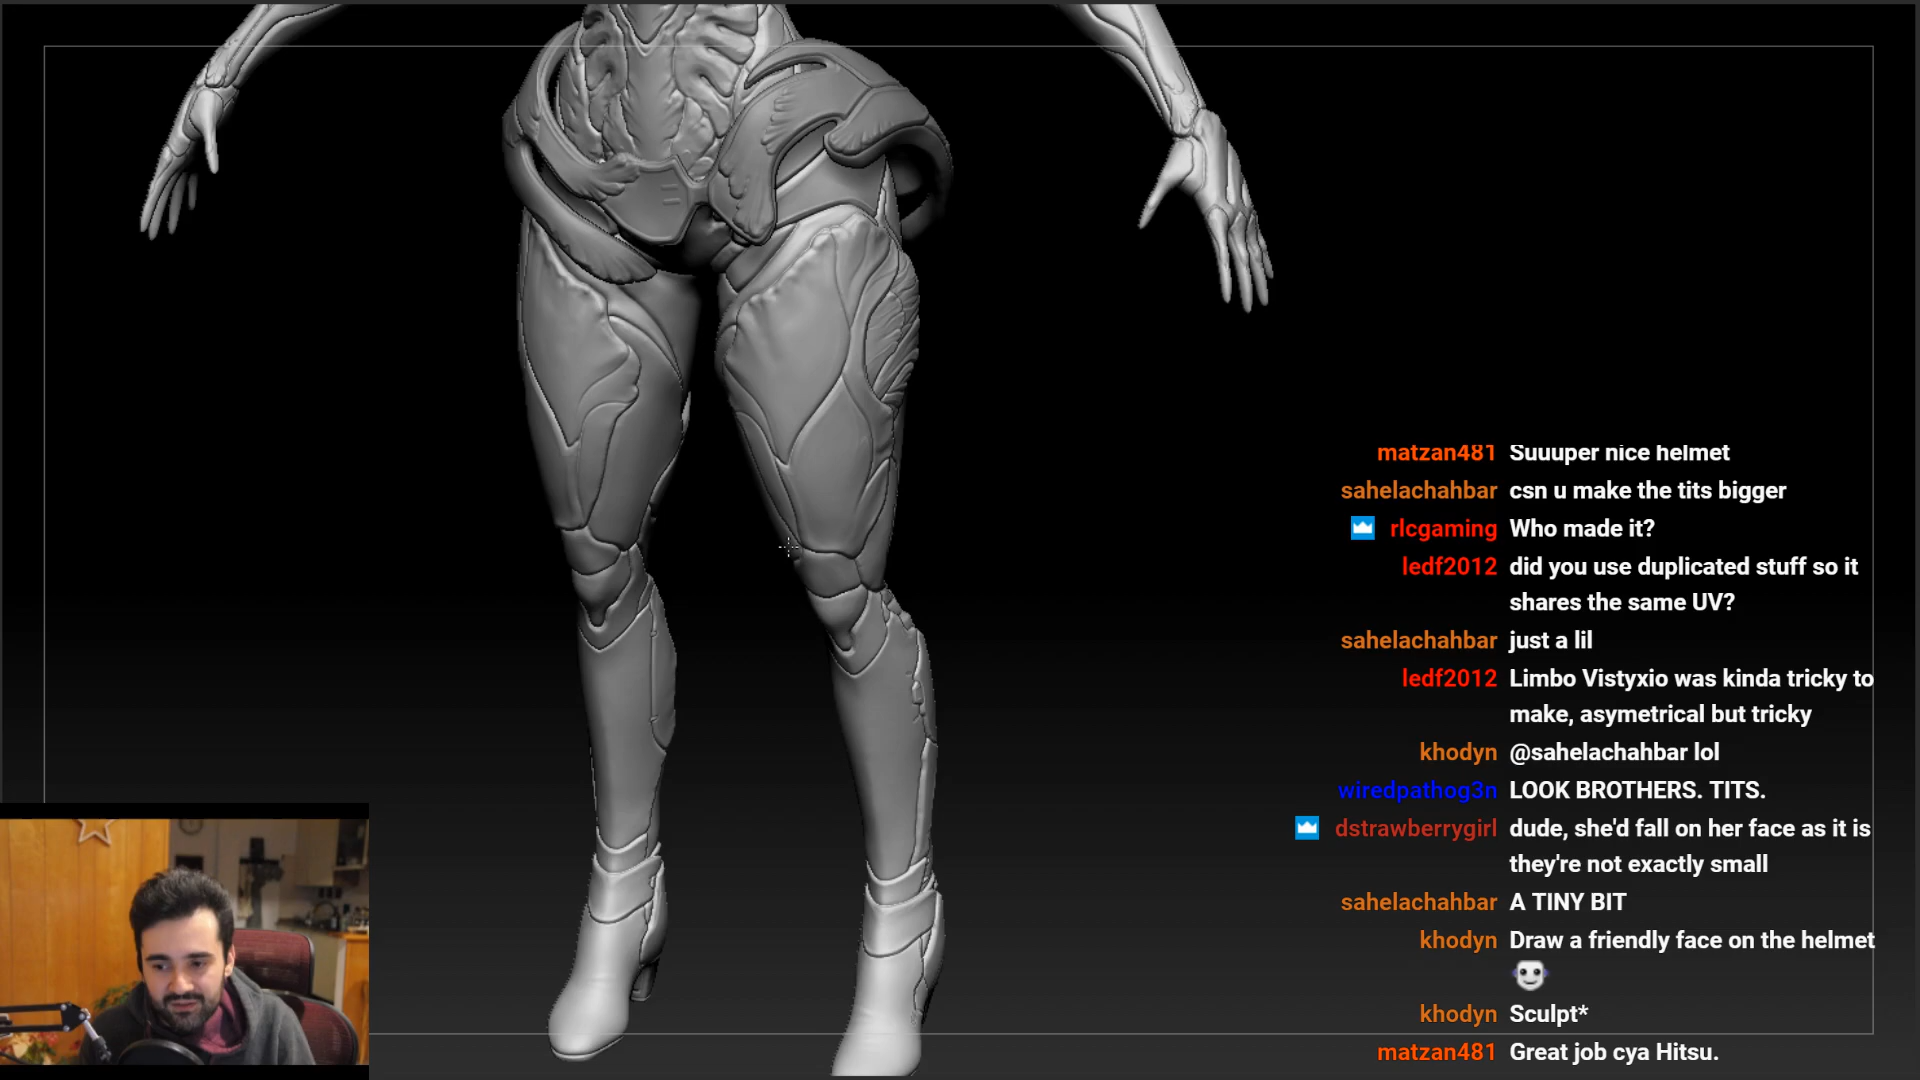 matzan481 Suuuper nice helmet
sahelachahbar csn u make the tits bigger
rlcgaming Who made it?
ledf2012 did you use duplicated stuff so it
shares the same UV?
sahelachahbar just a lil
ledf2012 Limbo Vistyxio was kinda tricky to
make, asymetrical but tricky
khodyn @sahelachahbar lol
wiredpathog3n LOOK BROTHERS. TITS.
dstrawberrygirl dude, she'd fall on her face as it is
they're not exactly small
sahelachahbar A TINY BIT
khodyn Draw a friendly face on the helmet
khodyn Sculpt*
matzan481 Great job cya Hitsu.